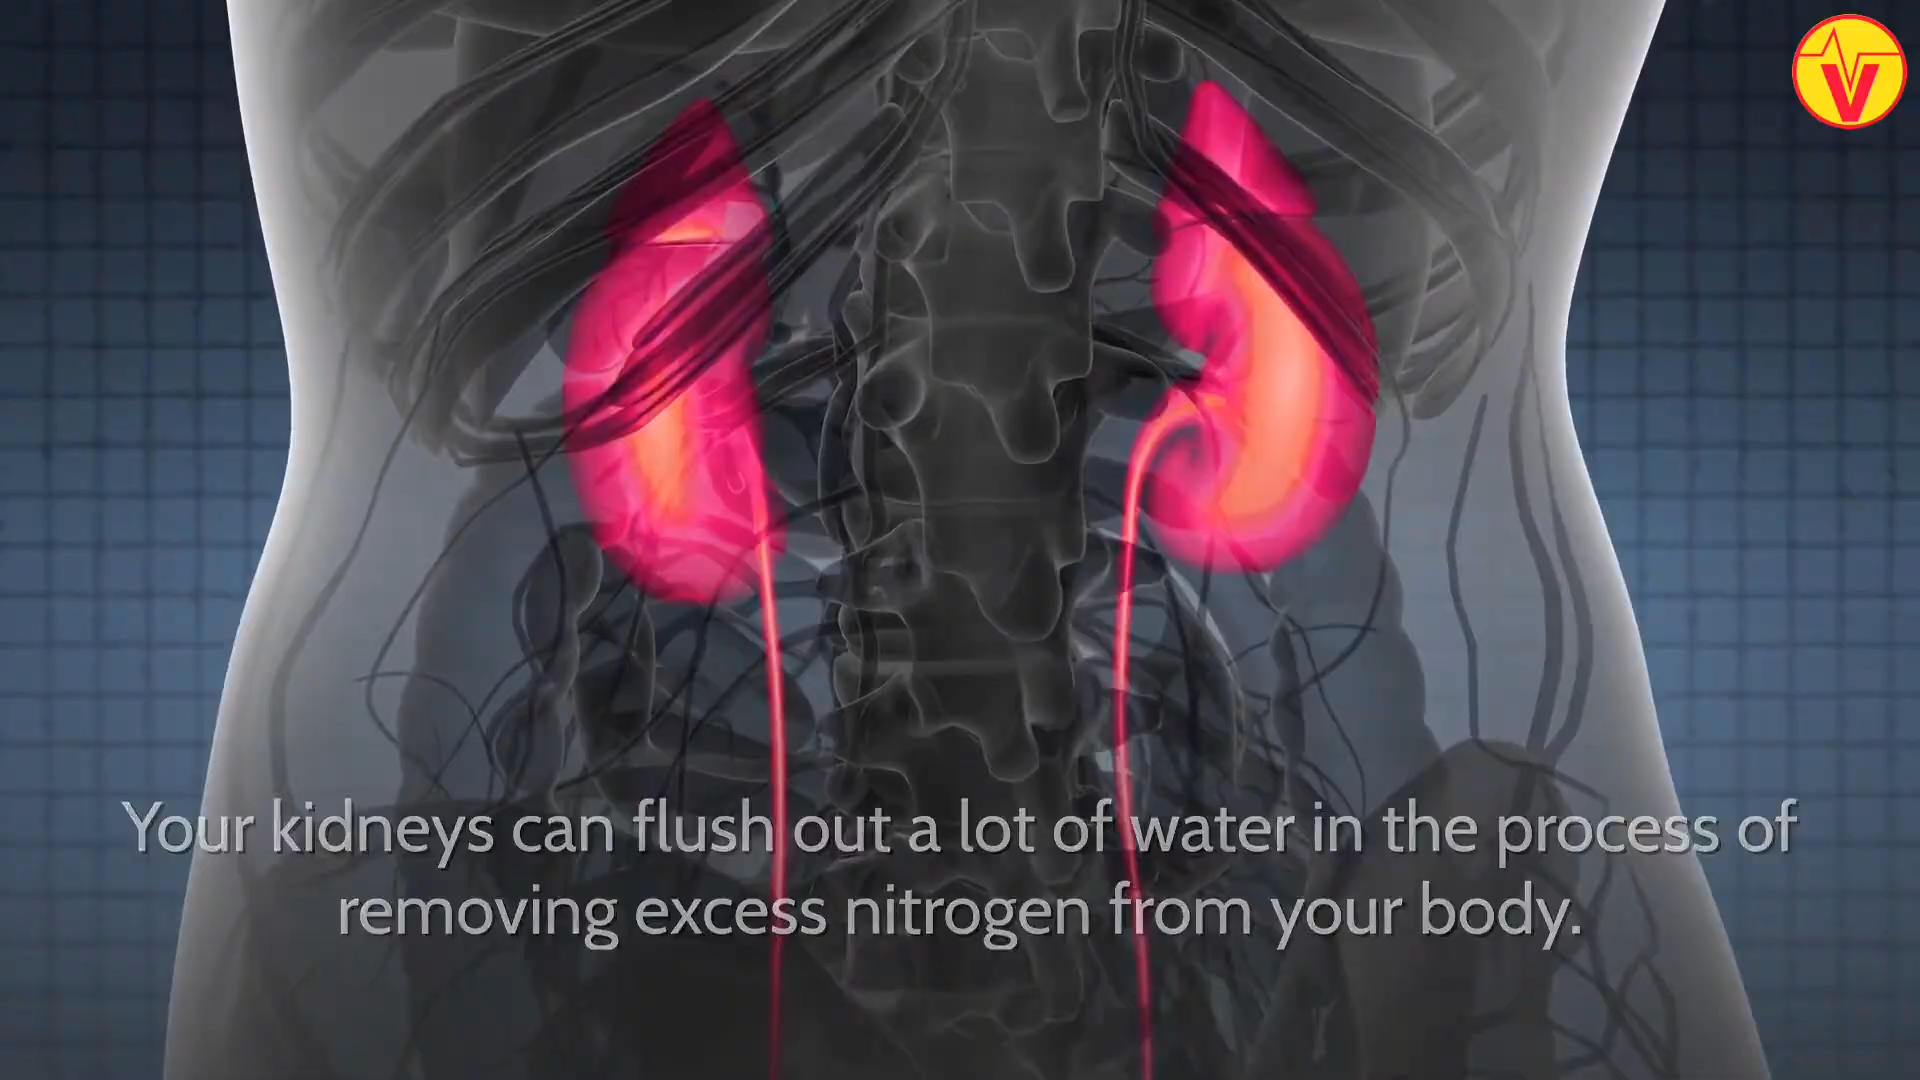 V
Your kidneys can flush out a lot of water in the process of
removing excess nitrogen from your body.